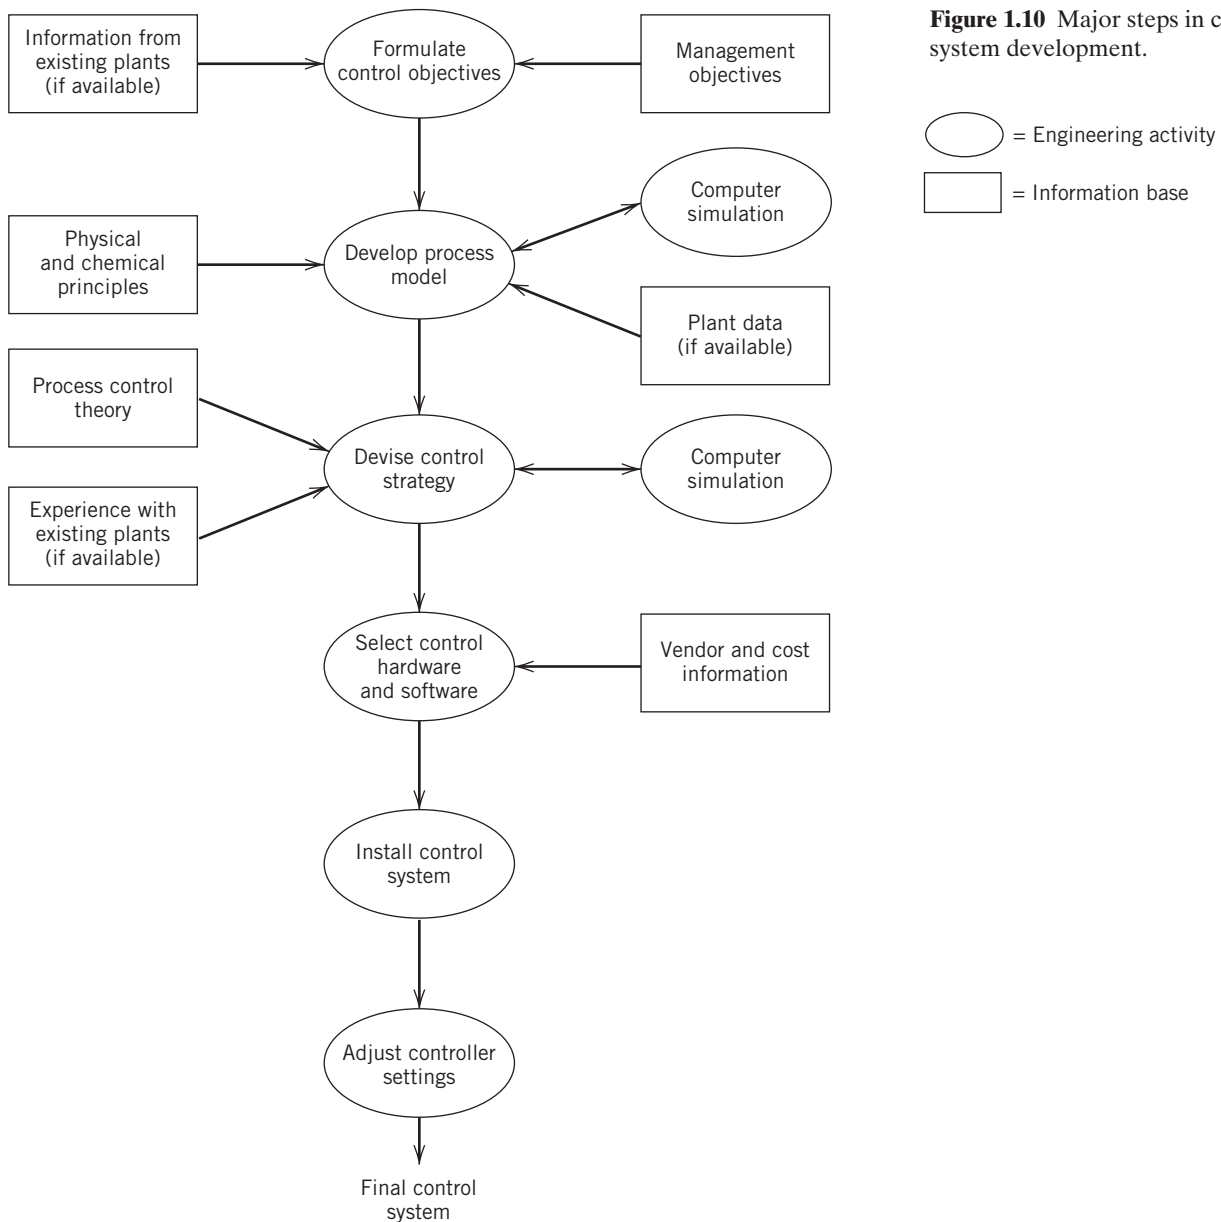 Information from
existing plants
(if available)
Formulate
control objectives
Management
objectives
Figure 1.10 Major steps in c
system development.
= Engineering activity
= Information base
Computer
simulation
Physical
and chemical
principles
Develop process
model
Plant data
(if available)
Process control
theory
Devise control
strategy
Computer
simulation
Experience with
existing plants
(if available)
Select control
hardware
and software
Vendor and cost
information
Install control
system
Adjust controller
settings
Final control
system